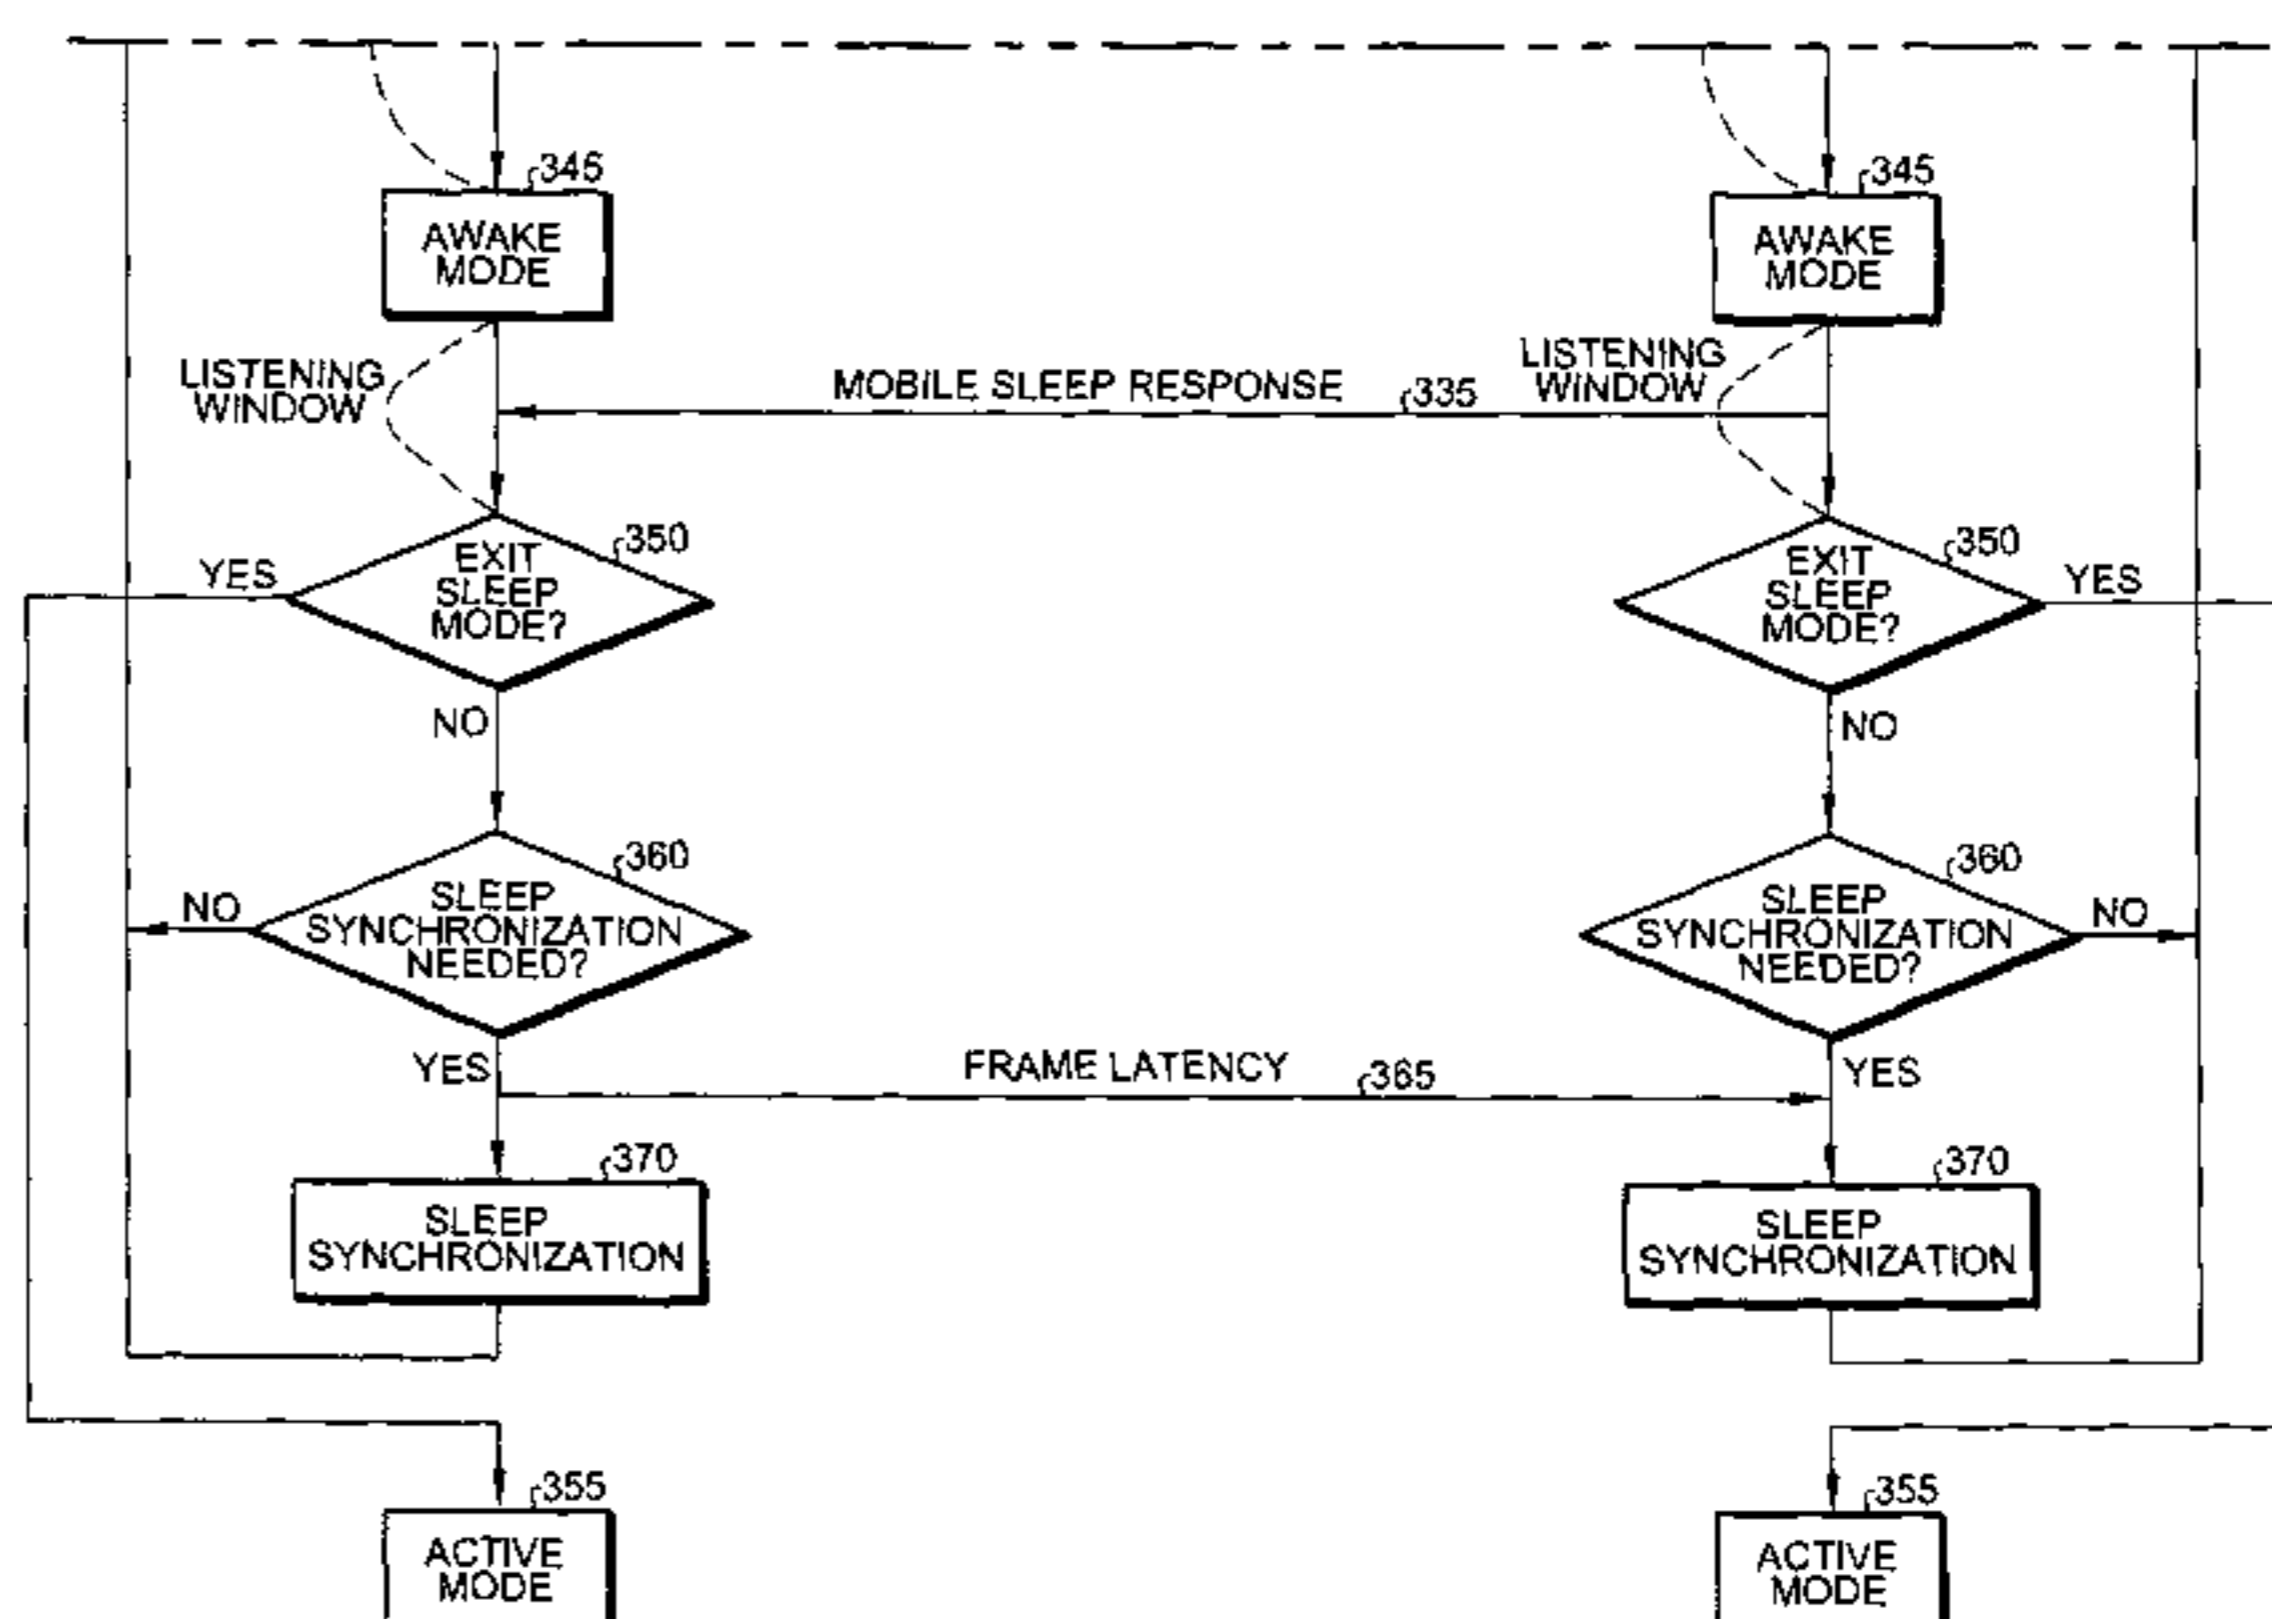 345
AWAKE
MODE
345
AWAKE
MODE
LISTENING
WINDOW
MOBILE SLEEP RESPONSE
335
LISTENING
WINDOW
350
EXIT
SLEEP
MODE?
YES
NO
350
EXIT
SLEEP
MODE?
YES
NO
360
SLEEP
SYNCHRONIZATION
NEEDED?
NO
YES
360
SLEEP
SYNCHRONIZATION
NEEDED?
NO
YES
FRAME LATENCY
365
370
SLEEP
SYNCHRONIZATION
370
SLEEP
SYNCHRONIZATION
355
ACTIVE
MODE
355
ACTIVE
MODE